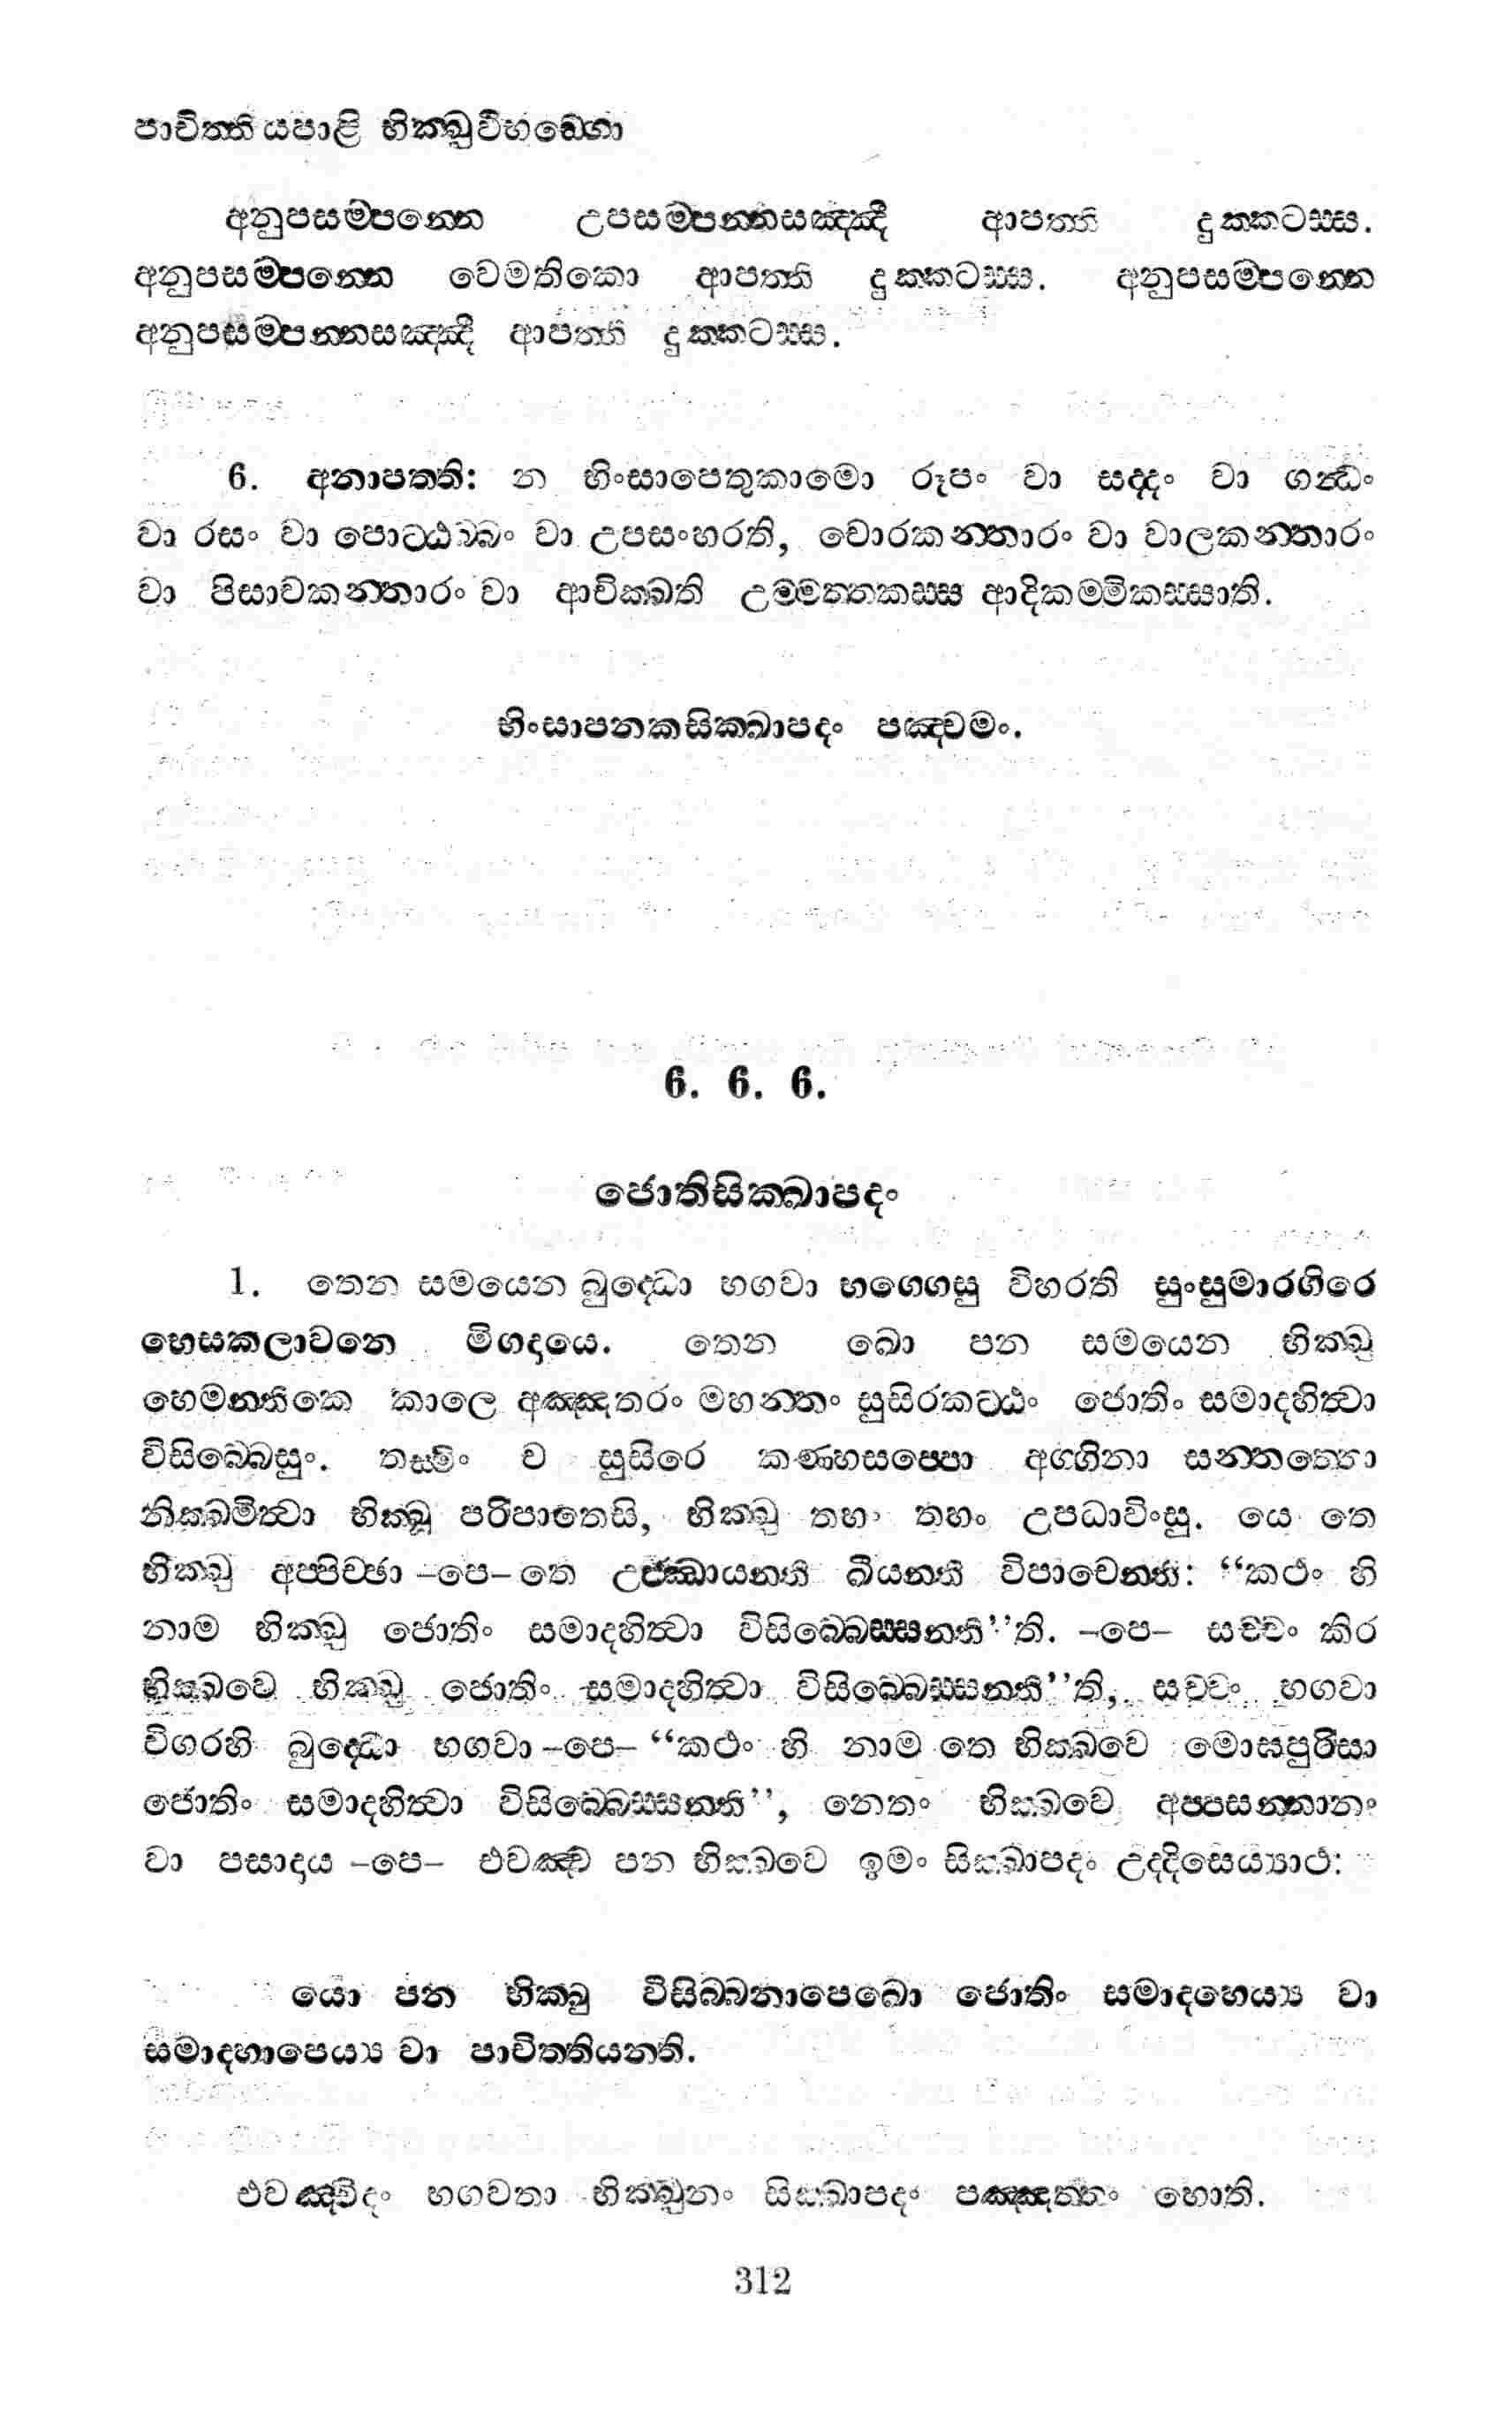 පාචිත්තියපාළි භික්ඛුවිභඞ්ගො
අනුපසම්පන්නෙ උපසම්පන්නසඤ්ඤී ආපත්ති දුක්කටස්ස.
අනුපසම්පන්නෙ වෙමතිකො ආපත්ති දුක්කටස්ස. අනුපසම්පන්නෙ
අනුපසම්පන්නසඤ්ඤී ආපත්ති දුක්කටස්ස.
6. අනාපත්ති: න භිංසාපෙතුකාමො රූපං වා සද්දං වා ගන්ධං
වා රසං වා පොට්ඨබ්බං වා උපසංහරති, චොරකන්තාරං වා වාලකන්තාරං
වා පිසාචකන්තාරං වා ආචික්ඛති උම්මත්තකස්ස ආදිකම්මිකස්සාති.
භිංසාපනකසික්ඛාපදං පඤ්චමං.
6. 6. 6.
ජොතිසික්ඛාපදං
1. තෙන සමයෙන බුද්ධො භගවා භග්ගෙසු විහරති සුංසුමාරගිරෙ
භෙසකලාවනෙ මිගදායෙ. තෙන ඛො පන සමයෙන භික්ඛු
හෙමන්තිකෙ කාලෙ අඤ්ඤතරං මහන්තං සුසිරකට්ඨං ජොතිං සමාදහිත්වා
විසිබ්බෙසුං. තස්මිං ච සුසිරෙ කණ්හසප්පො අග්ගිනා සන්තත්තො
නික්ඛමිත්වා භික්ඛූ පරිපාතෙසි, භික්ඛු තහං තහං උපධාවිංසු. යෙ තෙ
භික්ඛු අප්පිච්ඡා –පෙ– තෙ උජ්ඣායන්ති ඛීයන්ති විපාචෙන්ති: “කථං හි
නාම භික්ඛු ජොතිං සමාදහිත්වා විසිබ්බෙස්සන්ති’’ති. –පෙ– සච්චං කිර
භික්ඛවෙ භික්ඛු ජොතිං සමාදහිත්වා විසිබ්බෙස්සන්ති’’ති, සච්චං භගවා
විගරහි බුද්ධො භගවා –පෙ– “කථං හි නාම තෙ භික්ඛවෙ මොඝපුරිසා
ජොතිං සමාදහිත්වා විසිබ්බෙස්සන්ති’’, නෙතං භික්ඛවෙ අප්පසන්නානං
වා පසාදාය –පෙ– එවඤ්ච පන භික්ඛවෙ ඉමං සික්ඛාපදං උද්දිසෙය්‍යාථ:
යො පන භික්ඛු විසිබ්බනාපෙඛො ජොතිං සමාදහෙය්‍ය වා
සමාදහාපෙය්‍ය වා පාචිත්තියන්ති.
එවඤ්චිදං භගවතා භික්ඛූනං සික්ඛාපදං පඤ්ඤත්තං හොති.
312